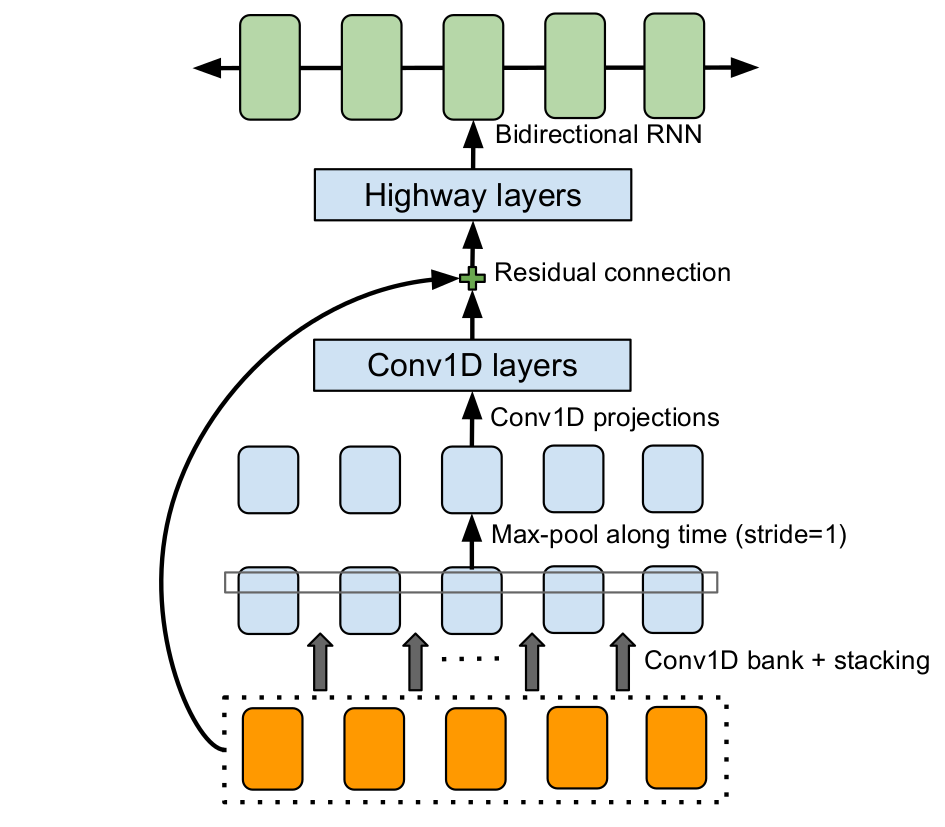 Bidirectional RNN
Highway layers
Residual connection
Conv1D layers
Conv1D projections
Max-pool along time (stride=1)
Conv1D bank + stacking